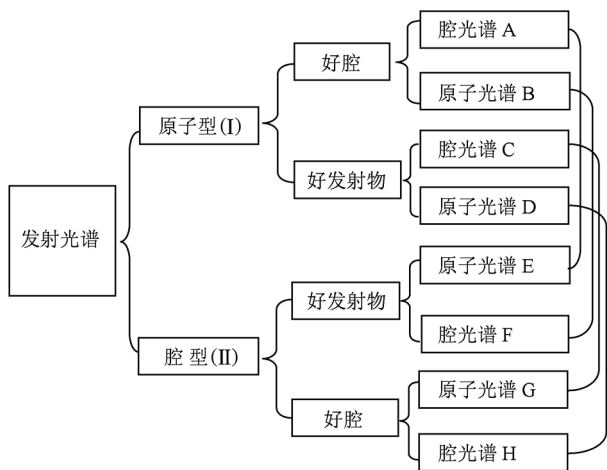 发射光谱
原子型(Ⅰ)
腔 型(Ⅱ)
好腔
好发射物
好发射物
好腔
腔光谱 A
原子光谱 B
腔光谱 C
原子光谱 D
原子光谱 E
腔光谱 F
原子光谱 G
腔光谱 H